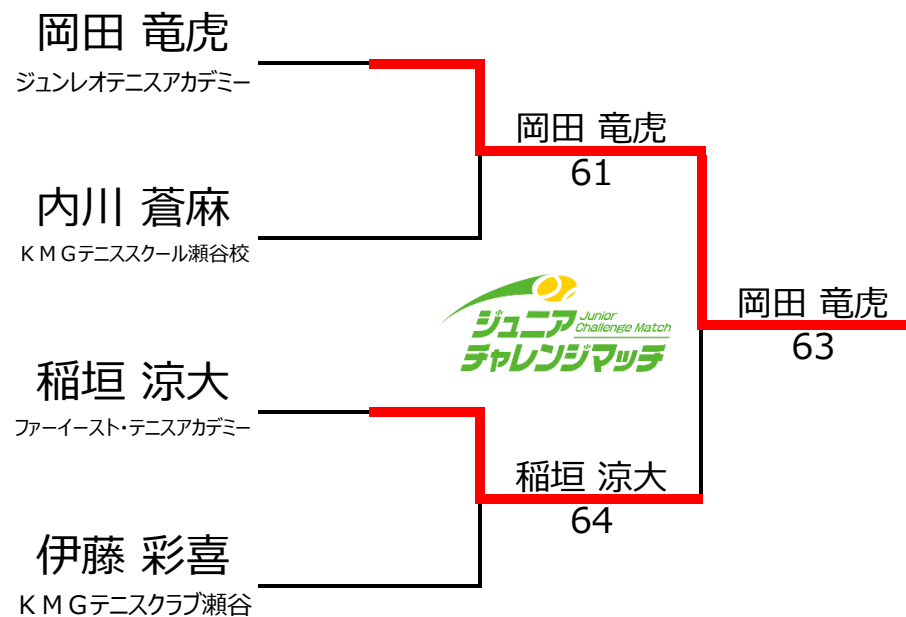 岡田 竜虎
ジュンレオテニスアカデミー
岡田 竜虎
61
内川 蒼麻
ＫＭＧテニススクール瀬谷校
ジュニア Junior Challenge Match
チャレンジマッチ
岡田 竜虎
63
稲垣 涼大
ファーイースト・テニスアカデミー
稲垣 涼大
64
伊藤 彩喜
ＫＭＧテニスクラブ瀬谷